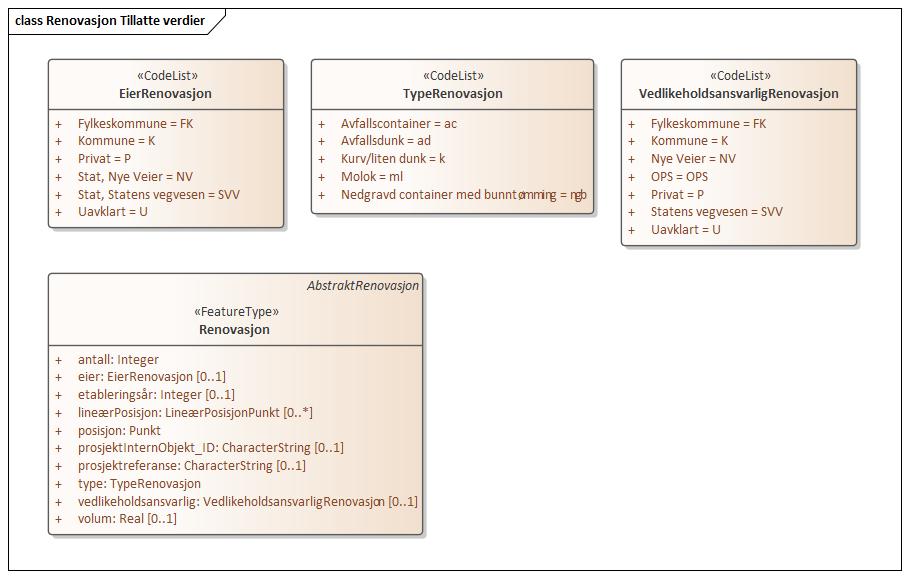 class Renovasjon Tillatte verdier
«CodeList»
EierRenovasjon
+ Fylkeskommune = FK
+ Kommune = K
+ Privat = P
+ Stat, Nye Veier = NV
+ Stat, Statens vegvesen = SVV
+ Uavklart = U
«CodeList»
TypeRenovasjon
+ Avfallscontainer = ac
+ Avfallsdunk = ad
+ Kurv/liten dunk = k
+ Molok = ml
+ Nedgravd container med bunntømming = ngb
«CodeList»
VedlikeholdsansvarligRenovasjon
+ Fylkeskommune = FK
+ Kommune = K
+ Nye Veier = NV
+ OPS = OPS
+ Privat = P
+ Statens vegvesen = SVV
+ Uavklart = U
AbstraktRenovasjon
«FeatureType»
Renovasjon
+ antall: Integer
+ eier: EierRenovasjon [0..1]
+ etableringsår: Integer [0..1]
+ lineærPosisjon: LineærPosisjonPunkt [0..*]
+ posisjon: Punkt
+ prosjektInternObjekt_ID: CharacterString [0..1]
+ prosjektreferanse: CharacterString [0..1]
+ type: TypeRenovasjon
+ vedlikeholdsansvarlig: VedlikeholdsansvarligRenovasjon [0..1]
+ volum: Real [0..1]